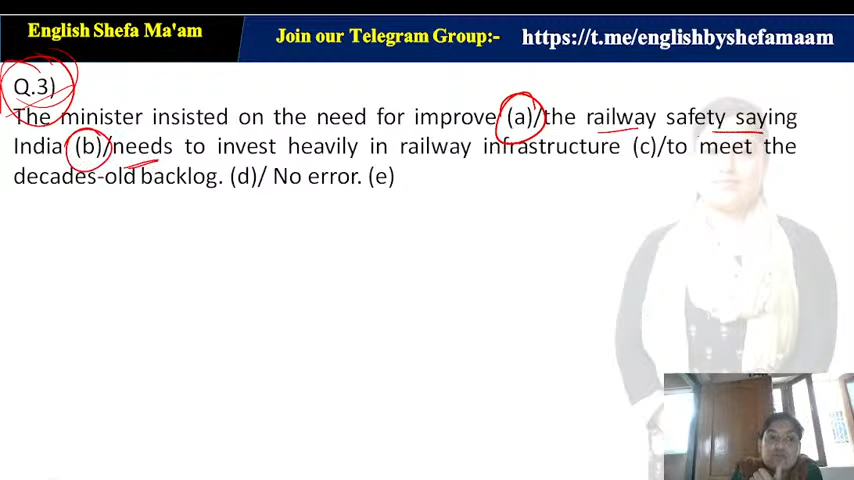 English Shefa Ma'am
Join our Telegram Group:- https://t.me/englishbyshefamaam
Q.3)
The minister insisted on the need for improve (a)/the railway safety saying
India (b)/needs to invest heavily in railway infrastructure (c)/to meet the
decades-old backlog. (d)/ No error. (e)